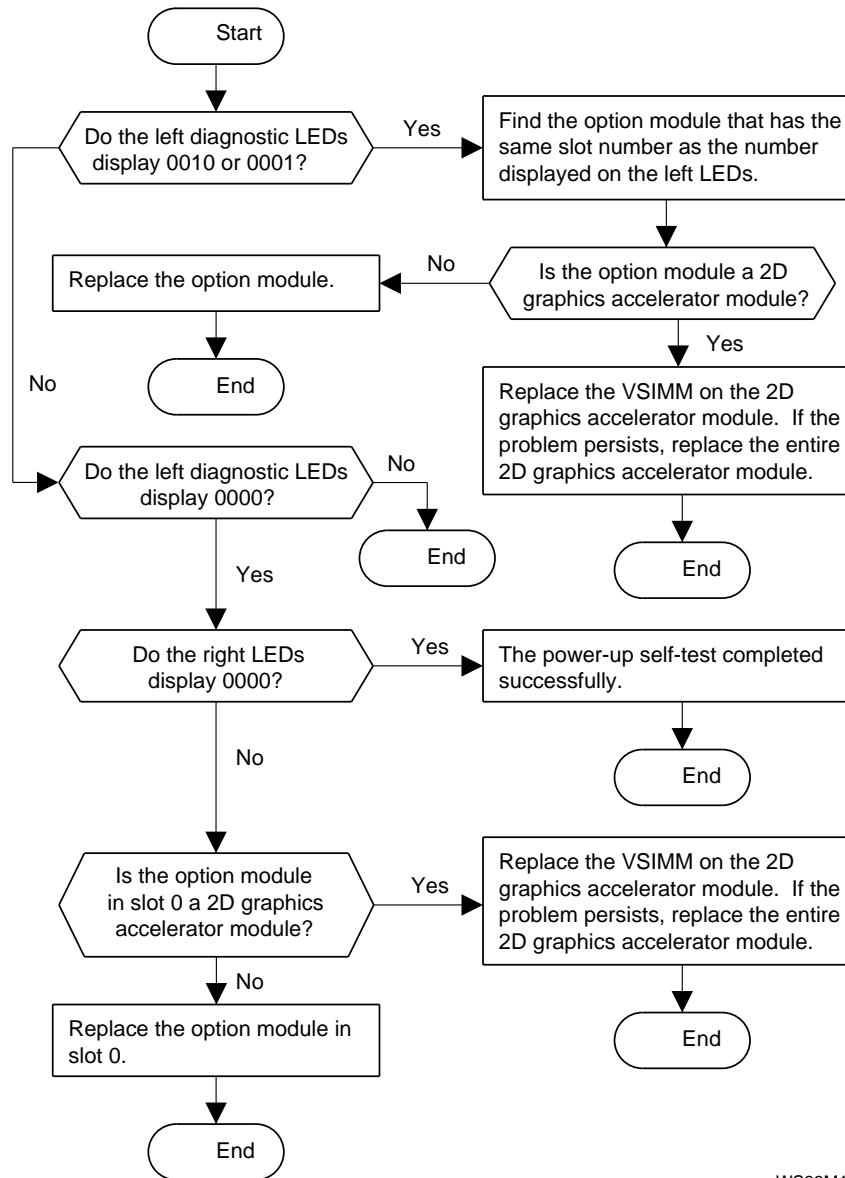 Start
Do the left diagnostic LEDs
display 0010 or 0001?
Yes
Find the option module that has the
same slot number as the number
displayed on the left LEDs.
No
Replace the option module.
Is the option module a 2D
graphics accelerator module?
Yes
End
No
Replace the VSIMM on the 2D
graphics accelerator module. If the
problem persists, replace the entire
2D graphics accelerator module.
Do the left diagnostic LEDs
display 0000?
No
End
End
Yes
Do the right LEDs
display 0000?
Yes
The power-up self-test completed
successfully.
No
End
Is the option module
in slot 0 a 2D graphics
accelerator module?
Yes
Replace the VSIMM on the 2D
graphics accelerator module. If the
problem persists, replace the entire
2D graphics accelerator module.
No
Replace the option module in
slot 0.
End
End